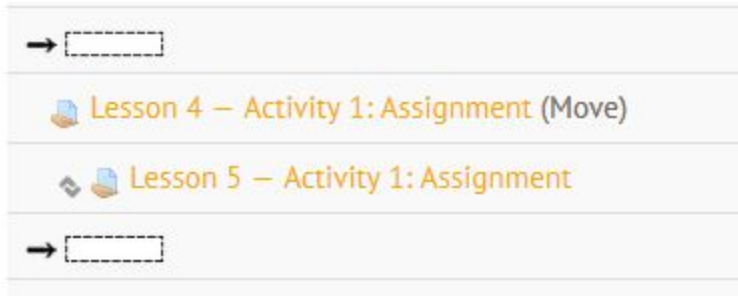 Lesson 4 — Activity 1: Assignment (Move)
Lesson 5 — Activity 1: Assignment